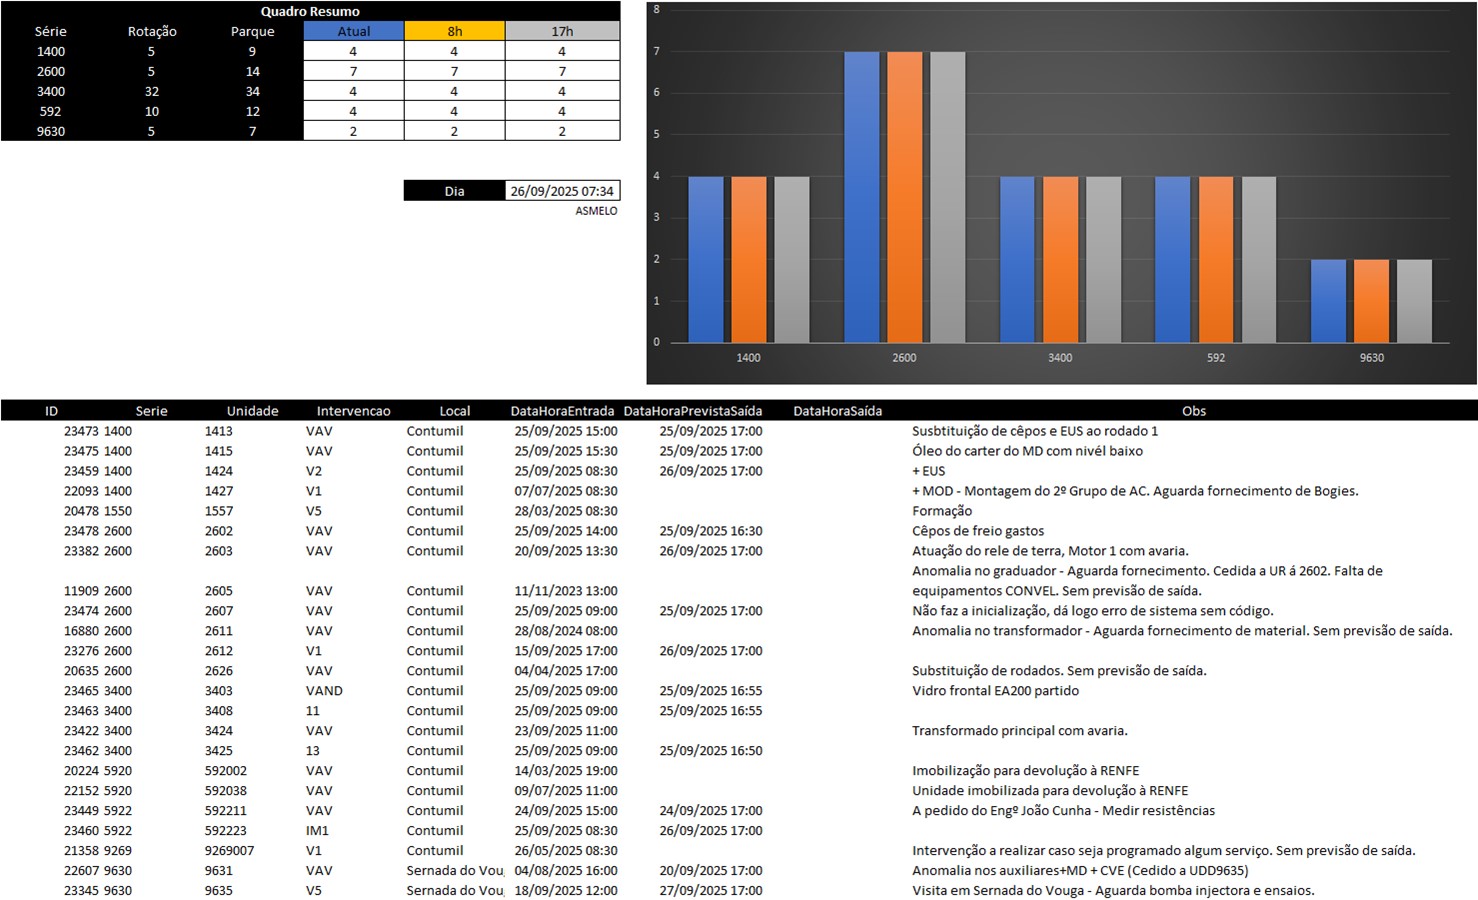 Quadro Resumo
Série Rotação Parque Atual 8h 17h
1400 5 9 4 4 4
2600 5 14 7 7 7
3400 32 34 4 4 4
592 10 12 4 4 4
9630 5 7 2 2 2
Dia 26/09/2025 07:34
ASMELO
8
7
6
5
4
3
2
1
0
1400 2600 3400 592 9630
ID Serie Unidade Intervencao Local DataHoraEntrada DataHoraPrevistaSaída DataHoraSaída Obs
23473 1400 1413 VAV Contumil 25/09/2025 15:00 25/09/2025 17:00 Susbtituição de cêpos e EUS ao rodado 1
23475 1400 1415 VAV Contumil 25/09/2025 15:30 25/09/2025 17:00 Óleo do carter do MD com nivél baixo
23459 1400 1424 V2 Contumil 25/09/2025 08:30 26/09/2025 17:00 + EUS
22093 1400 1427 V1 Contumil 07/07/2025 08:30 + MOD - Montagem do 2º Grupo de AC. Aguarda fornecimento de Bogies.
20478 1550 1557 V5 Contumil 28/03/2025 08:30 Formação
23478 2600 2602 VAV Contumil 25/09/2025 14:00 25/09/2025 16:30 Cêpos de freio gastos
23382 2600 2603 VAV Contumil 20/09/2025 13:30 26/09/2025 17:00 Atuação do rele de terra, Motor 1 com avaria.
Anomalia no graduador - Aguarda fornecimento. Cedida a UR á 2602. Falta de
11909 2600 2605 VAV Contumil 11/11/2023 13:00 equipamentos CONVEL. Sem previsão de saída.
23474 2600 2607 VAV Contumil 25/09/2025 09:00 25/09/2025 17:00 Não faz a inicialização, dá logo erro de sistema sem código.
16880 2600 2611 VAV Contumil 28/08/2024 08:00 Anomalia no transformador - Aguarda fornecimento de material. Sem previsão de saída.
23276 2600 2612 V1 Contumil 15/09/2025 17:00 26/09/2025 17:00
20635 2600 2626 VAV Contumil 04/04/2025 17:00 Substituição de rodados. Sem previsão de saída.
23465 3400 3403 VAND Contumil 25/09/2025 09:00 25/09/2025 16:55 Vidro frontal EA200 partido
23463 3400 3408 11 Contumil 25/09/2025 09:00 25/09/2025 16:55
23422 3400 3424 VAV Contumil 23/09/2025 11:00 Transformado principal com avaria.
23462 3400 3425 13 Contumil 25/09/2025 09:00 25/09/2025 16:50
20224 5920 592002 VAV Contumil 14/03/2025 19:00 Imobilização para devolução à RENFE
22152 5920 592038 VAV Contumil 09/07/2025 11:00 Unidade imobilizada para devolução à RENFE
23449 5922 592211 VAV Contumil 24/09/2025 15:00 24/09/2025 17:00 A pedido do Engº João Cunha - Medir resistências
23460 5922 592223 IM1 Contumil 25/09/2025 08:30 26/09/2025 17:00
21358 9269 9269007 V1 Contumil 26/05/2025 08:30 Intervenção a realizar caso seja programado algum serviço. Sem previsão de saída.
22607 9630 9631 VAV Sernada do Vou 04/08/2025 16:00 20/09/2025 17:00 Anomalia nos auxiliares+MD + CVE (Cedido a UDD9635)
23345 9630 9635 V5 Sernada do Vou 18/09/2025 12:00 27/09/2025 17:00 Visita em Sernada do Vouga - Aguarda bomba injectora e ensaios.